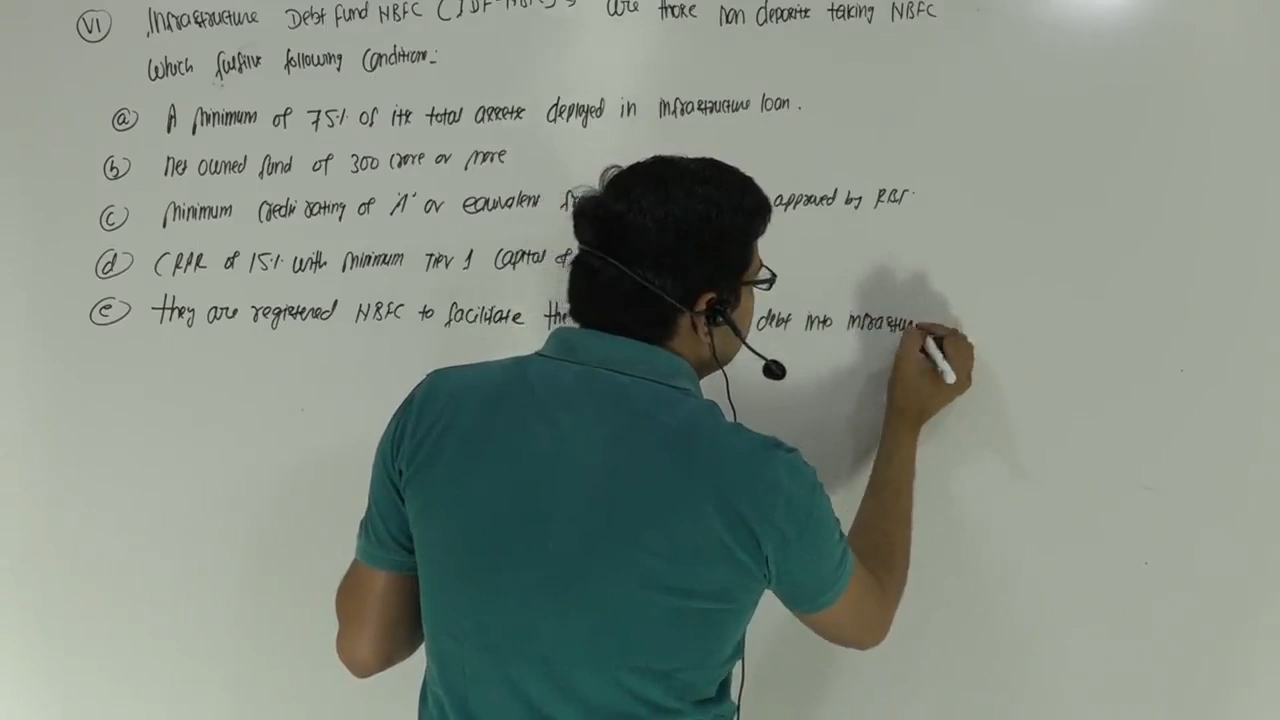 VI Infrastructure Debt Fund NBFC (IDF-NBFC): are those non deposite taking NBFC
which fulfill following Condition:-
a A Minimum of 75% of its total assets deployed in infrastructure loan.
b Net owned fund of 300 Crore or more
c Minimum Credit rating of 'A' or equivalent approved by RBI.
d CRAR of 15% with Minimum Tier 1 Capital of
e they are registered NBFC to facilitate the debt into infrastru